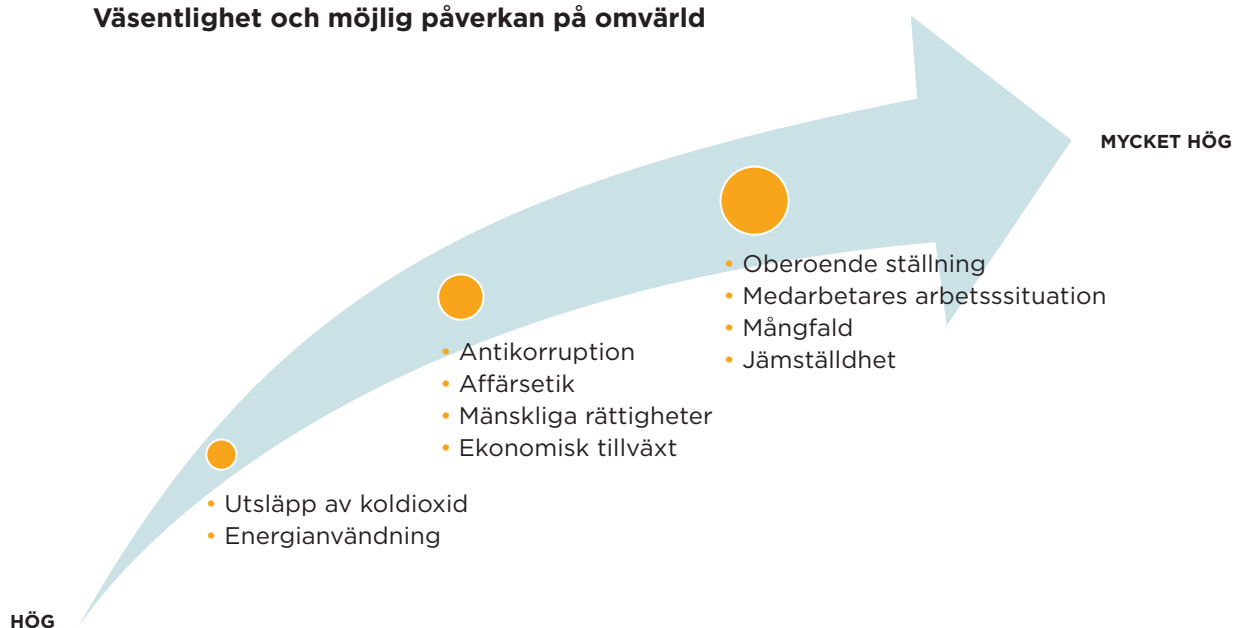 Väsentlighet och möjlig påverkan på omvärld
MYCKET HÖG
• Oberoende ställning
• Medarbetares arbetsssituation
• Mångfald
• Jämställdhet
• Antikorruption
• Affärsetik
• Mänskliga rättigheter
• Ekonomisk tillväxt
• Utsläpp av koldioxid
• Energianvändning
HÖG